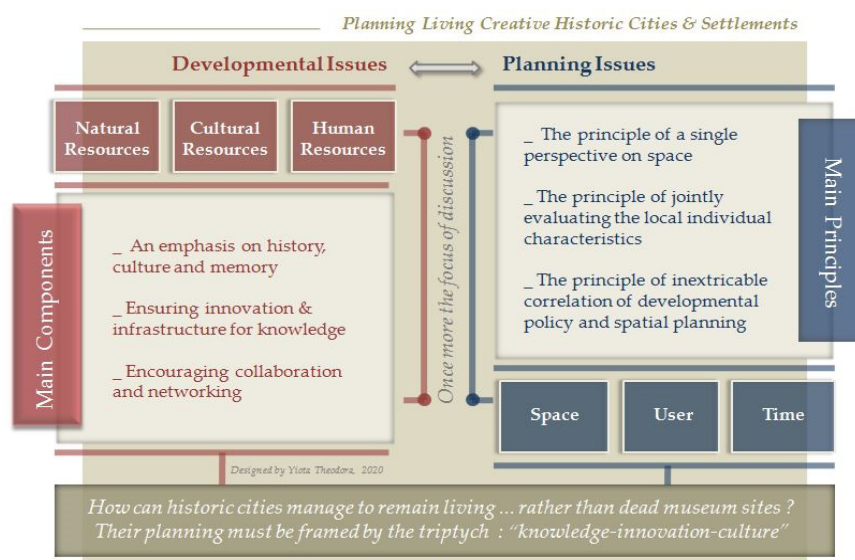 Planning Living Creative Historic Cities & Settlements
Developmental Issues
Planning Issues
Natural
Resources
Cultural
Resources
Human
Resources
Main Components
_ An emphasis on history,
culture and memory
_ Ensuring innovation &
infrastructure for knowledge
_ Encouraging collaboration
and networking
Once more the focus of discussion
_ The principle of a single
perspective on space
_ The principle of jointly
evaluating the local individual
characteristics
_ The principle of inextricable
correlation of developmental
policy and spatial planning
Main Principles
Space
User
Time
Designed by Yiota Theodora, 2020
How can historic cities manage to remain living ... rather than dead museum sites ?
Their planning must be framed by the triptych : “knowledge-innovation-culture”